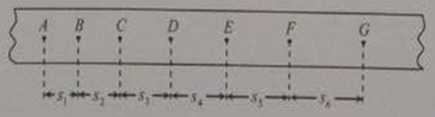 A B C D E F G
s₁ s₂ s₃ s₄ s₅ s₆